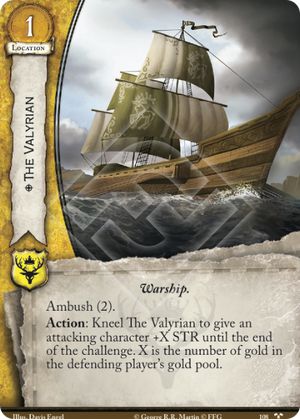 1
LOCATION
THE VALYRIAN
Warship.
Ambush (2).
Action: Kneel The Valyrian to give an
attacking character +X STR until the end
of the challenge. X is the number of gold in
the defending player's gold pool.
Illus. Davis Engel
© George R.R. Martin © FFG
108